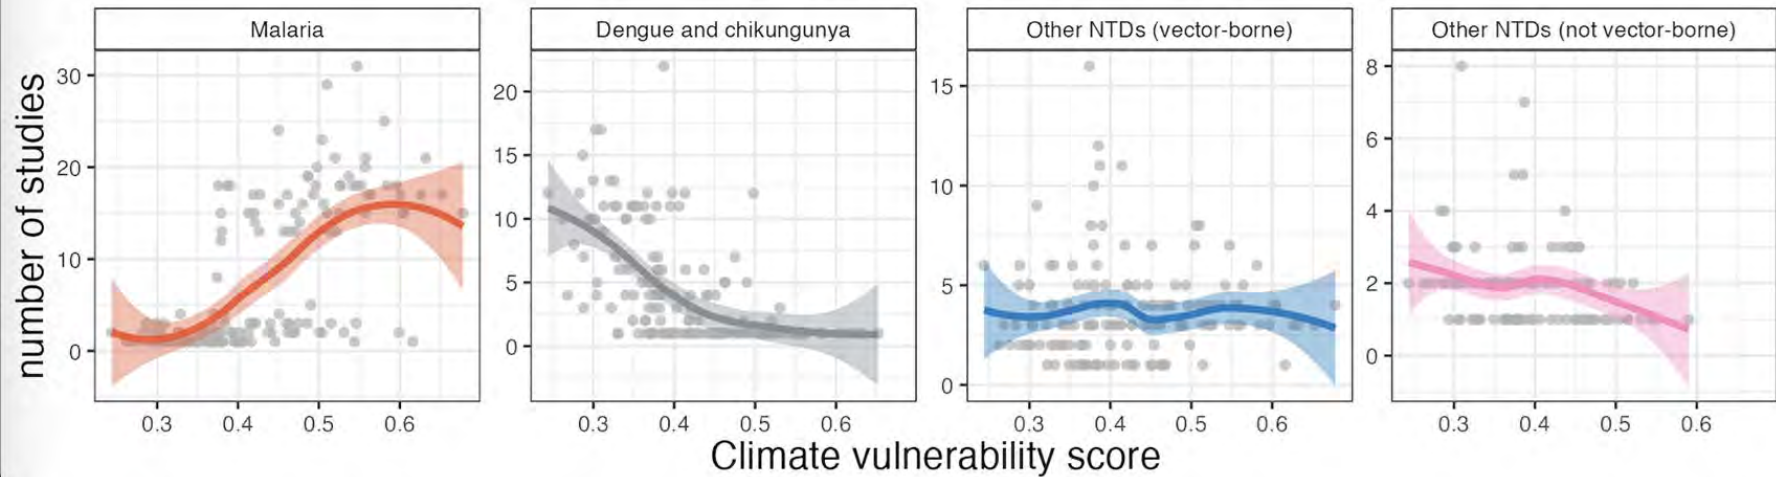 Malaria
Dengue and chikungunya
Other NTDs (vector-borne)
Other NTDs (not vector-borne)
number of studies
30
20
10
0
20
15
10
5
0
15
10
5
0
8
6
4
2
0
0.3 0.4 0.5 0.6
0.3 0.4 0.5 0.6
0.3 0.4 0.5 0.6
0.3 0.4 0.5 0.6
Climate vulnerability score